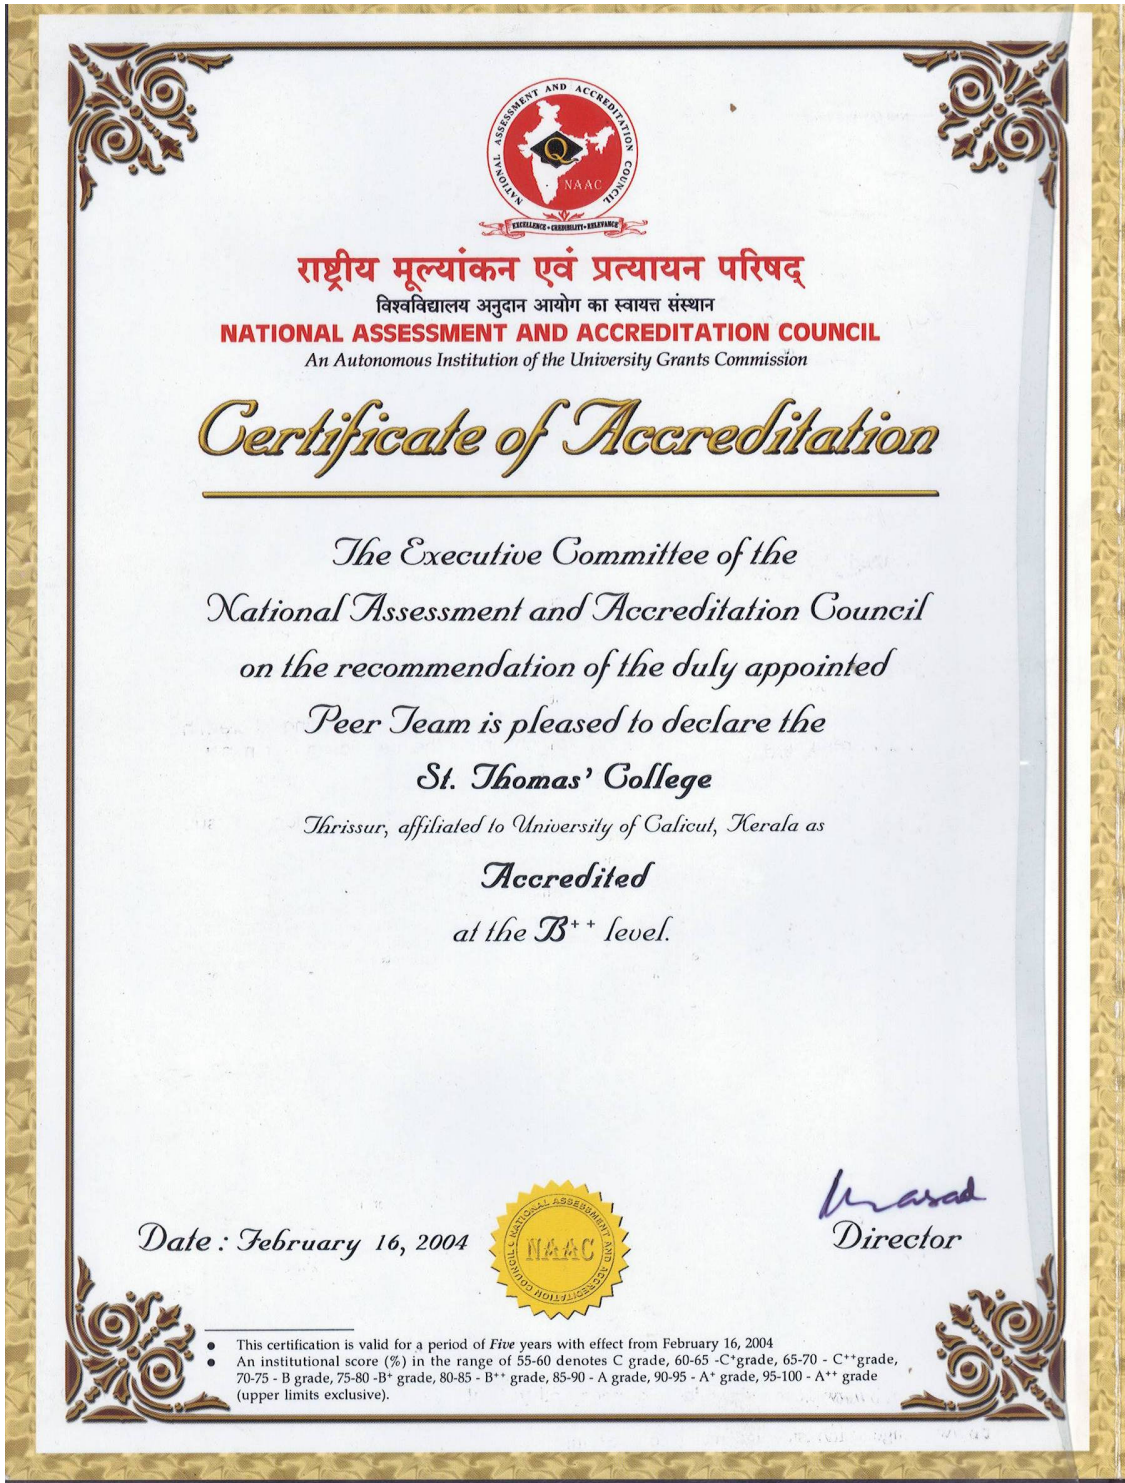 NATIONAL ASSESSMENT AND ACCREDITATION COUNCIL
Q
NAAC
EXCELLENCE • CREDIBILITY • RELEVANCE
राष्ट्रीय मूल्यांकन एवं प्रत्यायन परिषद्
विश्वविद्यालय अनुदान आयोग का स्वायत्त संस्थान
NATIONAL ASSESSMENT AND ACCREDITATION COUNCIL
An Autonomous Institution of the University Grants Commission
Certificate of Accreditation
The Executive Committee of the
National Assessment and Accreditation Council
on the recommendation of the duly appointed
Peer Team is pleased to declare the
St. Thomas' College
Thrissur, affiliated to University of Calicut, Kerala as
Accredited
at the B⁺⁺ level.
Date : February 16, 2004
NATIONAL ASSESSMENT AND ACCREDITATION COUNCIL
NAAC
Director
• This certification is valid for a period of Five years with effect from February 16, 2004
• An institutional score (%) in the range of 55-60 denotes C grade, 60-65 -C⁺grade, 65-70 - C⁺⁺grade,
70-75 - B grade, 75-80 -B⁺ grade, 80-85 - B⁺⁺ grade, 85-90 - A grade, 90-95 - A⁺ grade, 95-100 - A⁺⁺ grade
(upper limits exclusive).